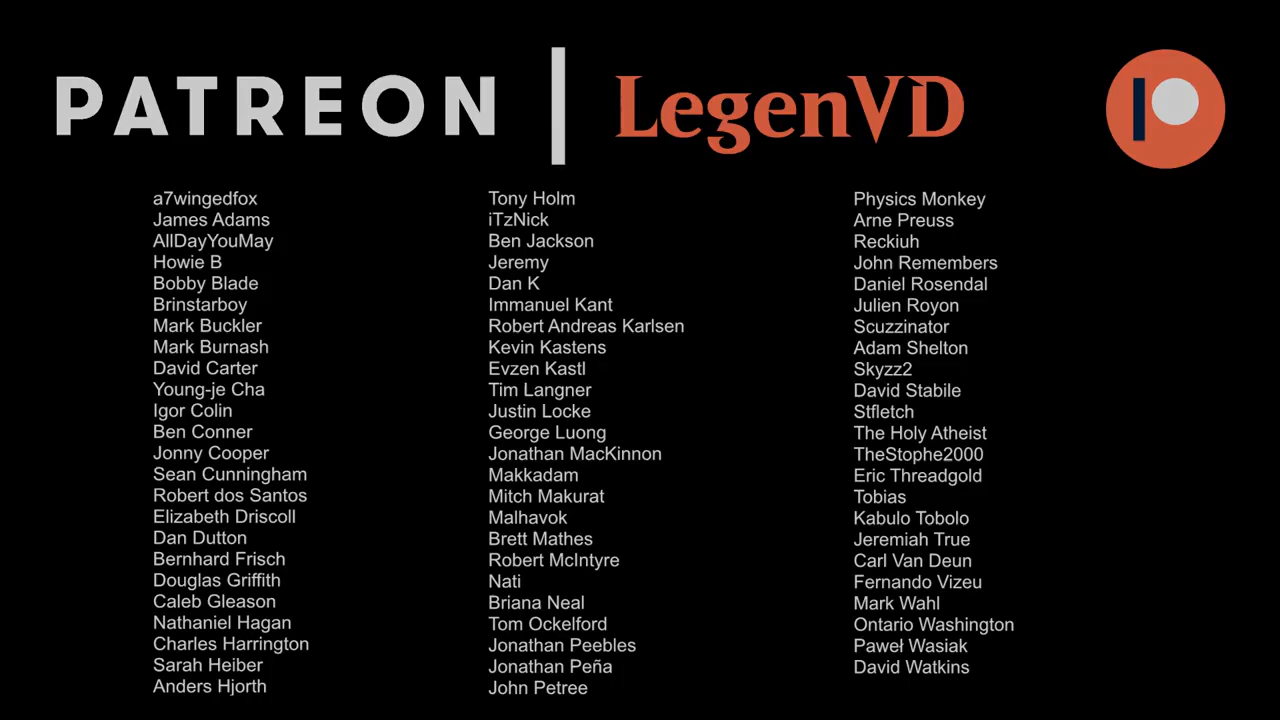 PATREON | LegenVD
a7wingedfox
James Adams
AllDayYouMay
Howie B
Bobby Blade
Brinstarboy
Mark Buckler
Mark Burnash
David Carter
Young-je Cha
Igor Colin
Ben Conner
Jonny Cooper
Sean Cunningham
Robert dos Santos
Elizabeth Driscoll
Dan Dutton
Bernhard Frisch
Douglas Griffith
Caleb Gleason
Nathaniel Hagan
Charles Harrington
Sarah Heiber
Anders Hjorth
Tony Holm
iTzNick
Ben Jackson
Jeremy
Dan K
Immanuel Kant
Robert Andreas Karlsen
Kevin Kastens
Evzen Kastl
Tim Langner
Justin Locke
George Luong
Jonathan MacKinnon
Makkadam
Mitch Makurat
Malhavok
Brett Mathes
Robert McIntyre
Nati
Briana Neal
Tom Ockelford
Jonathan Peebles
Jonathan Peña
John Petree
Physics Monkey
Arne Preuss
Reckiuh
John Remembers
Daniel Rosendal
Julien Royon
Scuzzinator
Adam Shelton
Skyzz2
David Stabile
Stfletch
The Holy Atheist
TheStophe2000
Eric Threadgold
Tobias
Kabulo Tobolo
Jeremiah True
Carl Van Deun
Fernando Vizeu
Mark Wahl
Ontario Washington
Paweł Wasiak
David Watkins